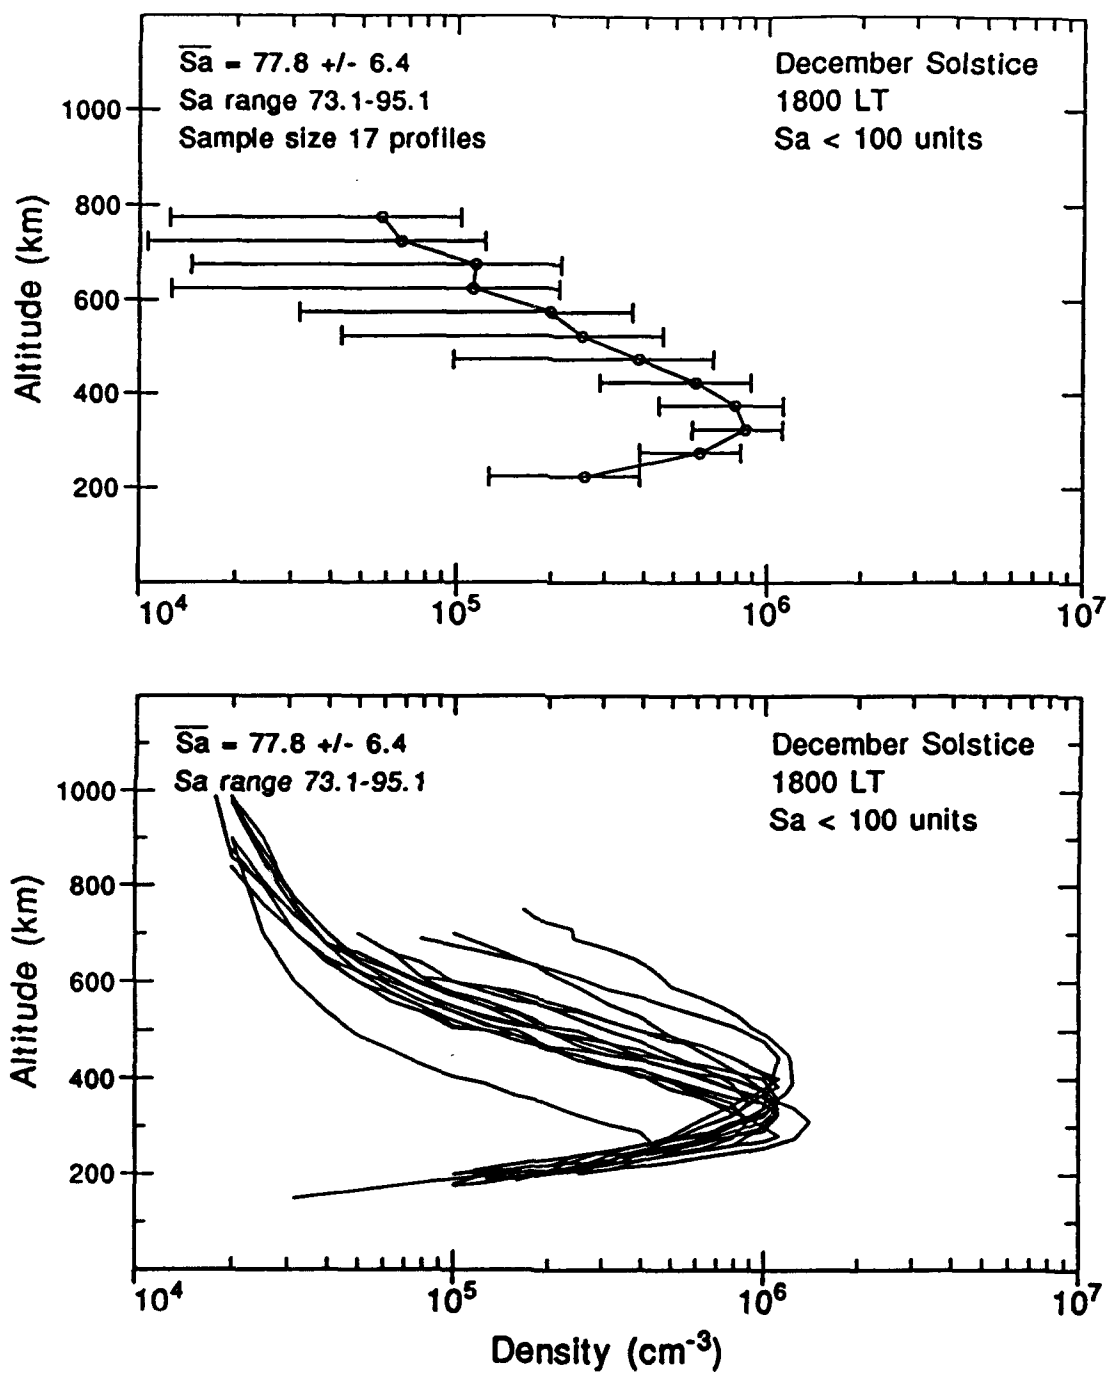 S̅a̅ = 77.8 +/- 6.4
Sa range 73.1-95.1
Sample size 17 profiles
December Solstice
1800 LT
Sa < 100 units
1000
800
600
400
200
Altitude (km)
10⁴
10⁵
10⁶
10⁷
S̅a̅ = 77.8 +/- 6.4
Sa range 73.1-95.1
December Solstice
1800 LT
Sa < 100 units
1000
800
600
400
200
Altitude (km)
10⁴
10⁵
10⁶
10⁷
Density (cm⁻³)